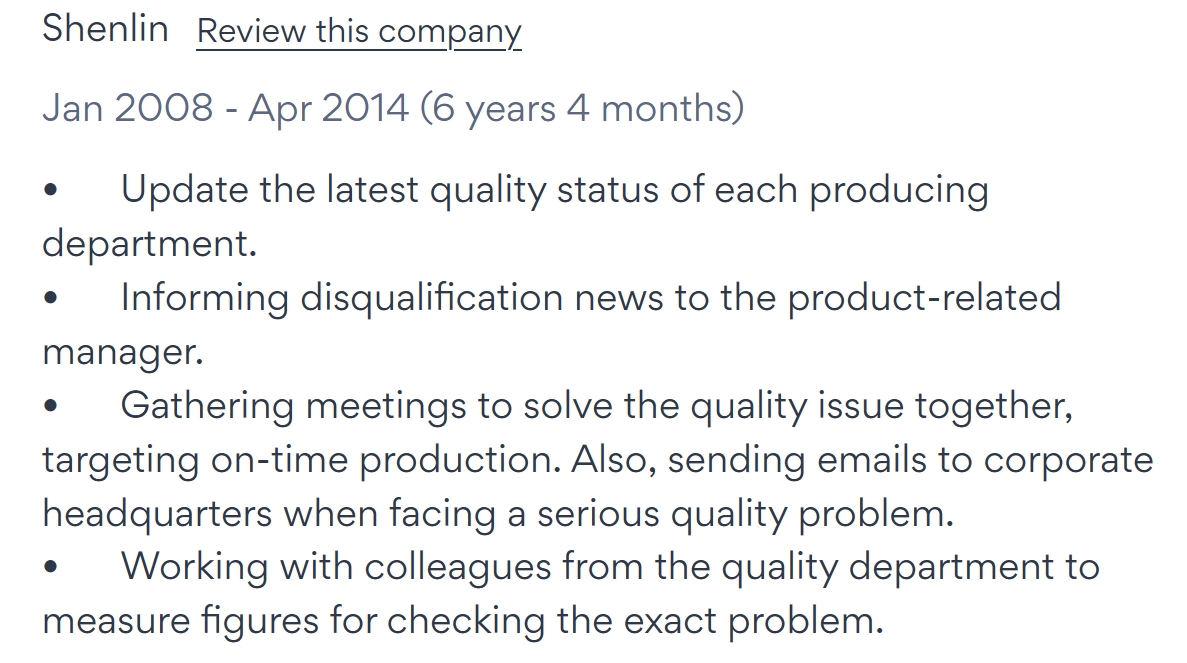 Shenlin Review this company
Jan 2008 - Apr 2014 (6 years 4 months)
• Update the latest quality status of each producing
department.
• Informing disqualification news to the product-related
manager.
• Gathering meetings to solve the quality issue together,
targeting on-time production. Also, sending emails to corporate
headquarters when facing a serious quality problem.
• Working with colleagues from the quality department to
measure figures for checking the exact problem.